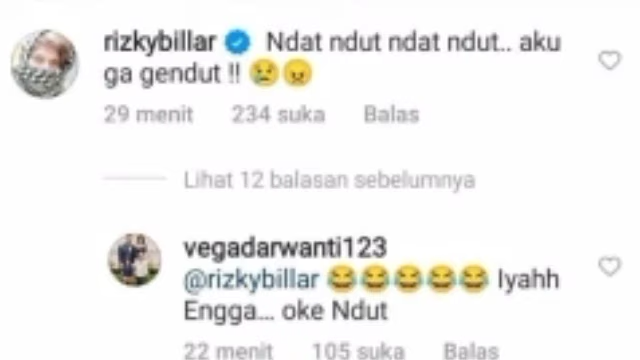 rizkybillar Ndat ndut ndat ndut.. aku
ga gendut !! 😢😠
29 menit 234 suka Balas
Lihat 12 balasan sebelumnya
vegadarwanti123
@rizkybillar 😂😂😂😂😂 Iyahh
Engga... oke Ndut
22 menit 105 suka Balas